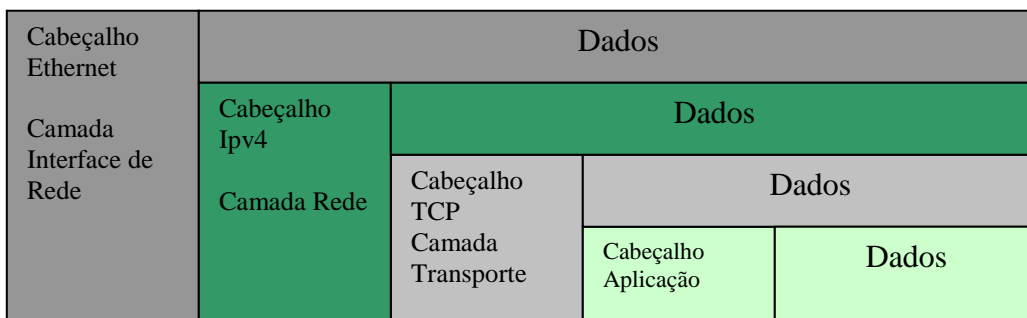 Cabeçalho
Ethernet
Camada
Interface de
Rede
Dados
Cabeçalho
Ipv4
Camada Rede
Dados
Cabeçalho
TCP
Camada
Transporte
Dados
Cabeçalho
Aplicação
Dados